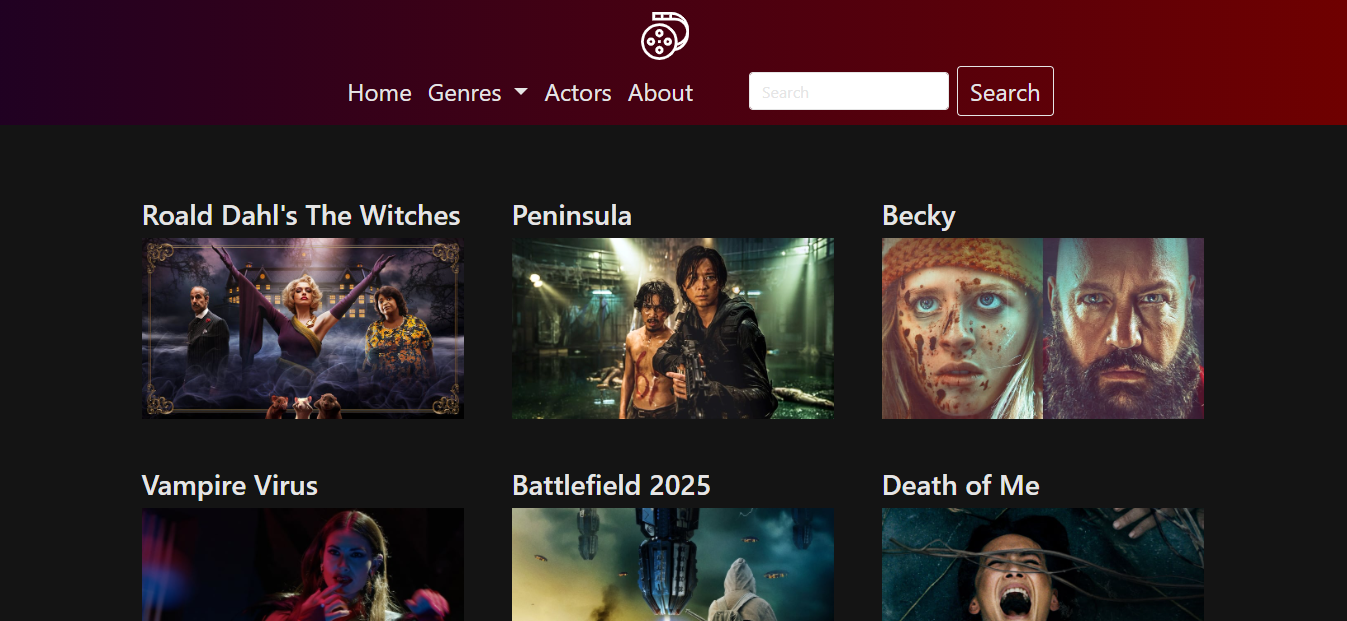 Home Genres Actors About Search Search
Roald Dahl's The Witches Peninsula Becky
Vampire Virus Battlefield 2025 Death of Me